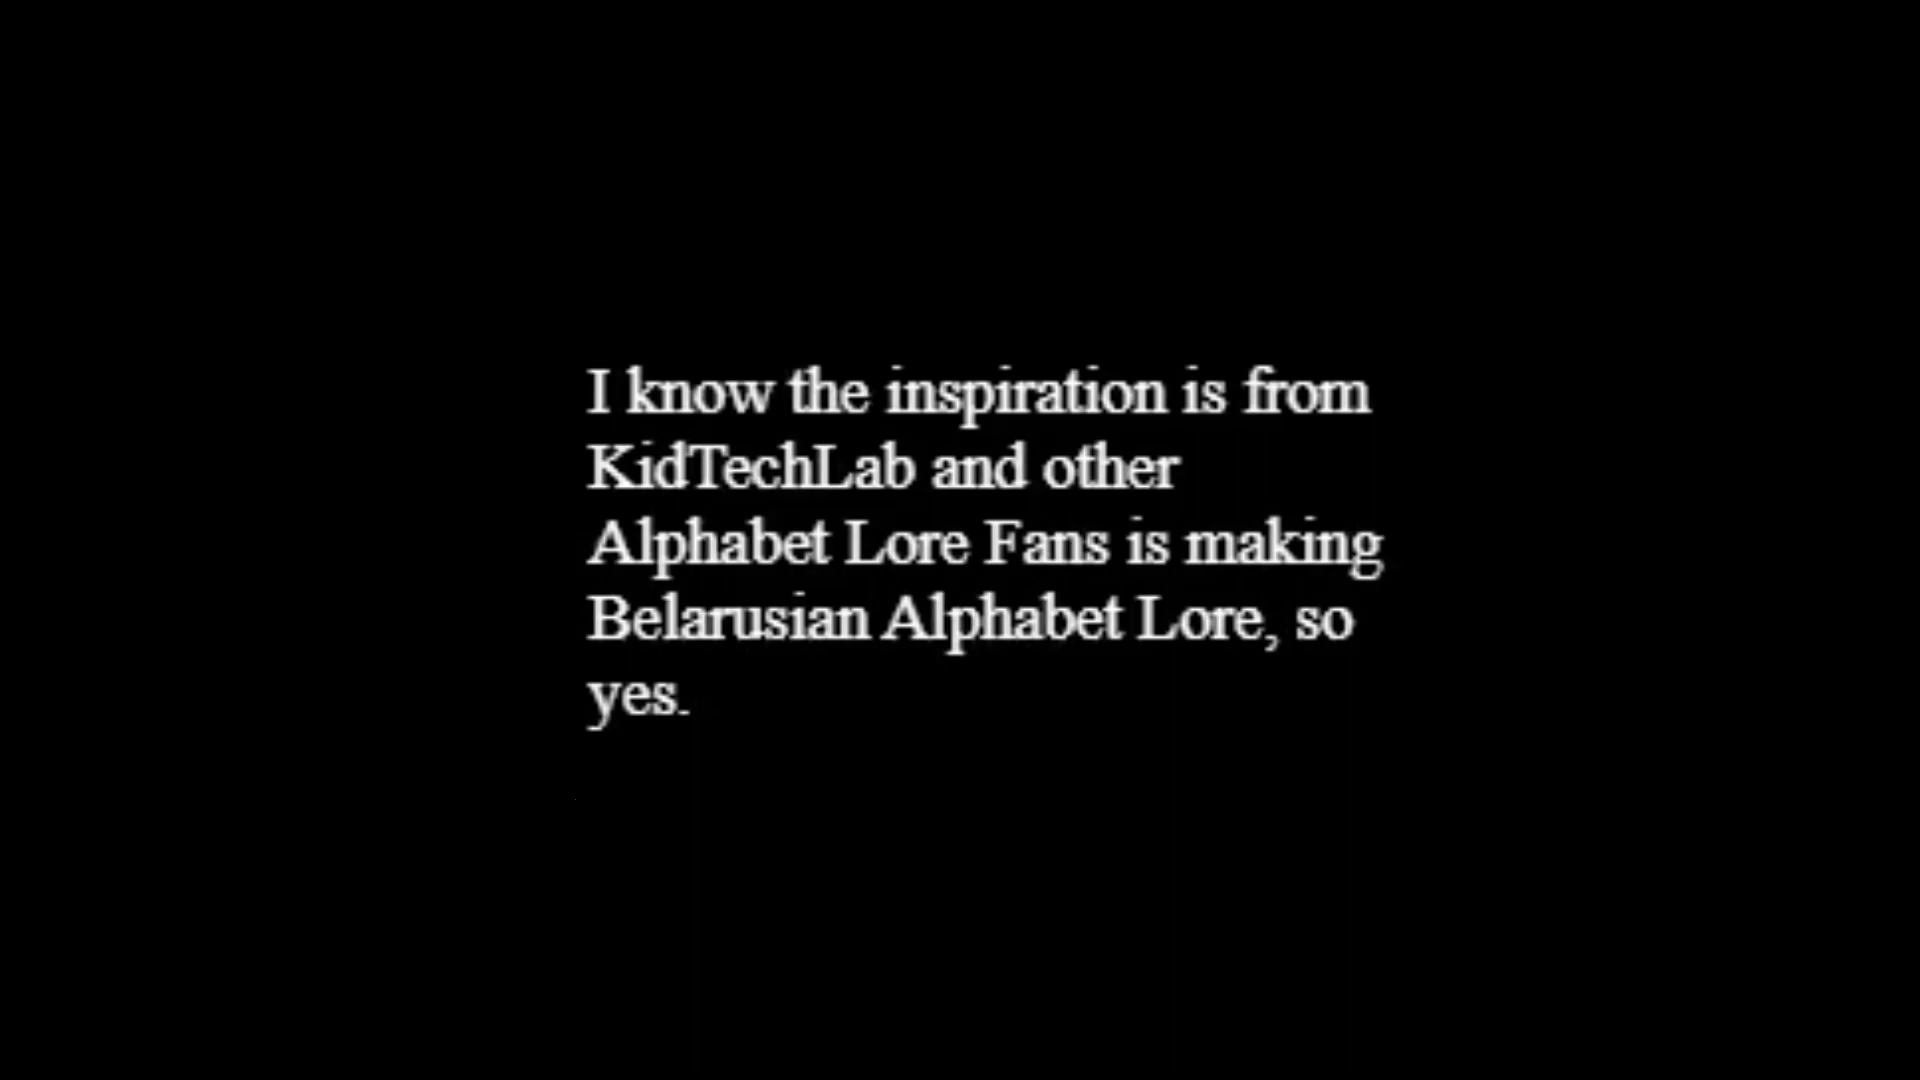 I know the inspiration is from
KidTechLab and other
Alphabet Lore Fans is making
Belarusian Alphabet Lore, so
yes.